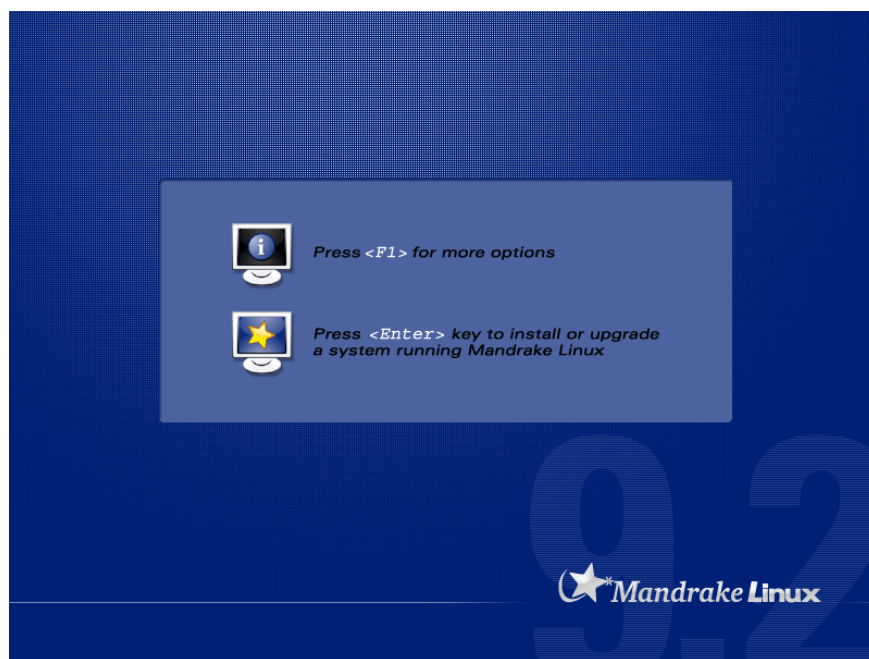 i
Press <F1> for more options
Press <Enter> key to install or upgrade
a system running Mandrake Linux
9.2
Mandrake Linux